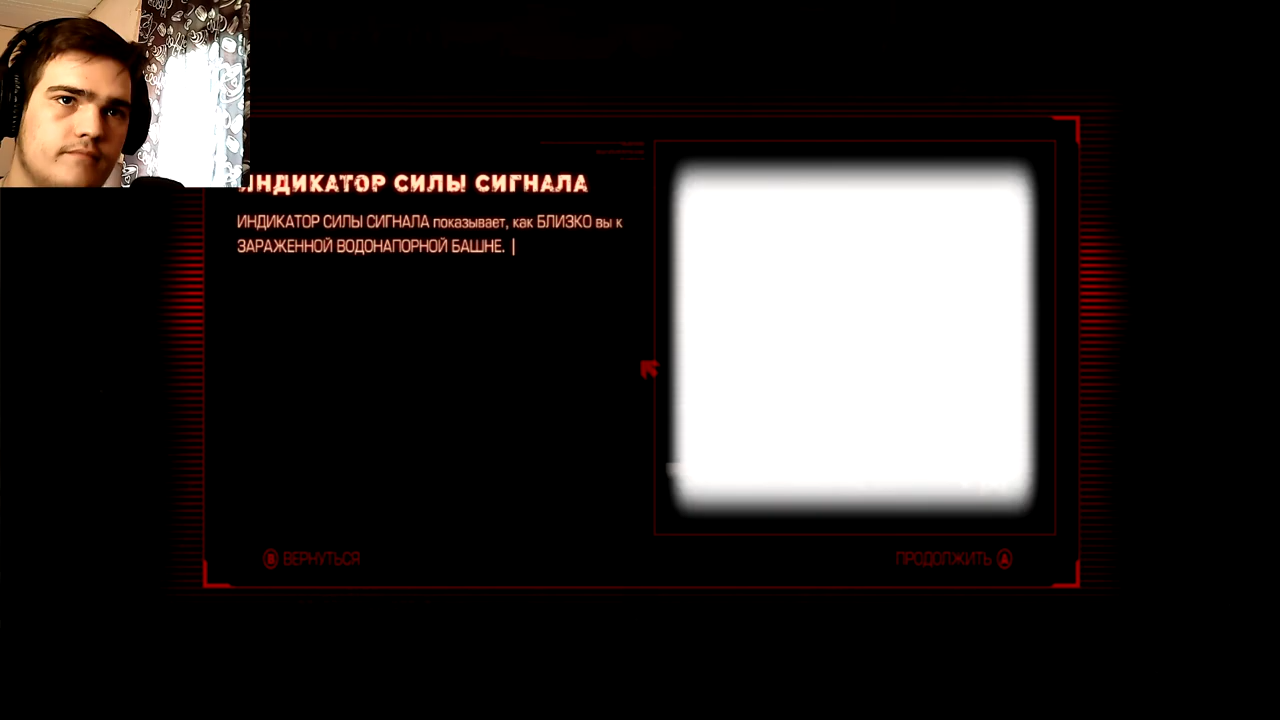 ИНДИКАТОР СИЛЫ СИГНАЛА
ИНДИКАТОР СИЛЫ СИГНАЛА показывает, как БЛИЗКО вы к
ЗАРАЖЕННОЙ ВОДОНАПОРНОЙ БАШНЕ.
B ВЕРНУТЬСЯ
ПРОДОЛЖИТЬ A